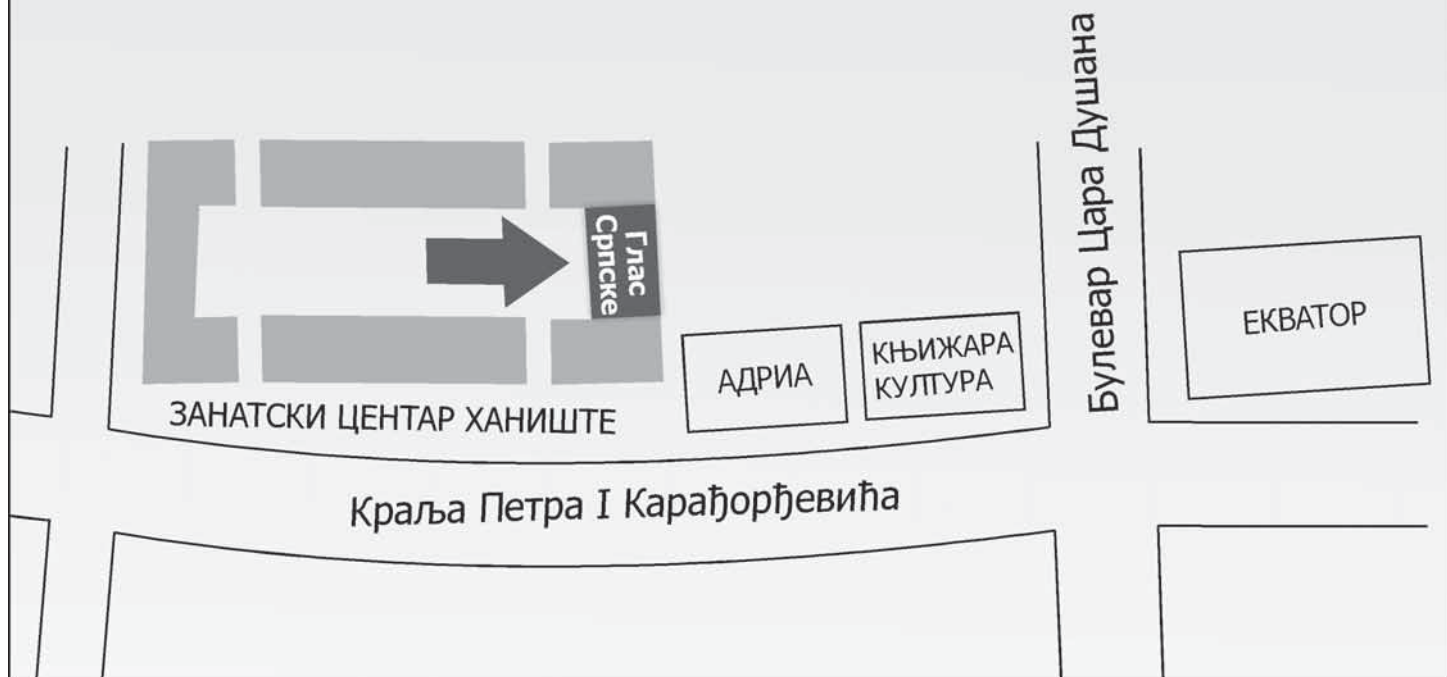 Булевар Цара Душана
Глас
Српске
ЕКВАТОР
КЊИЖАРА
КУЛТУРА
АДРИА
ЗАНАТСКИ ЦЕНТАР ХАНИШТЕ
Краља Петра I Карађорђевића